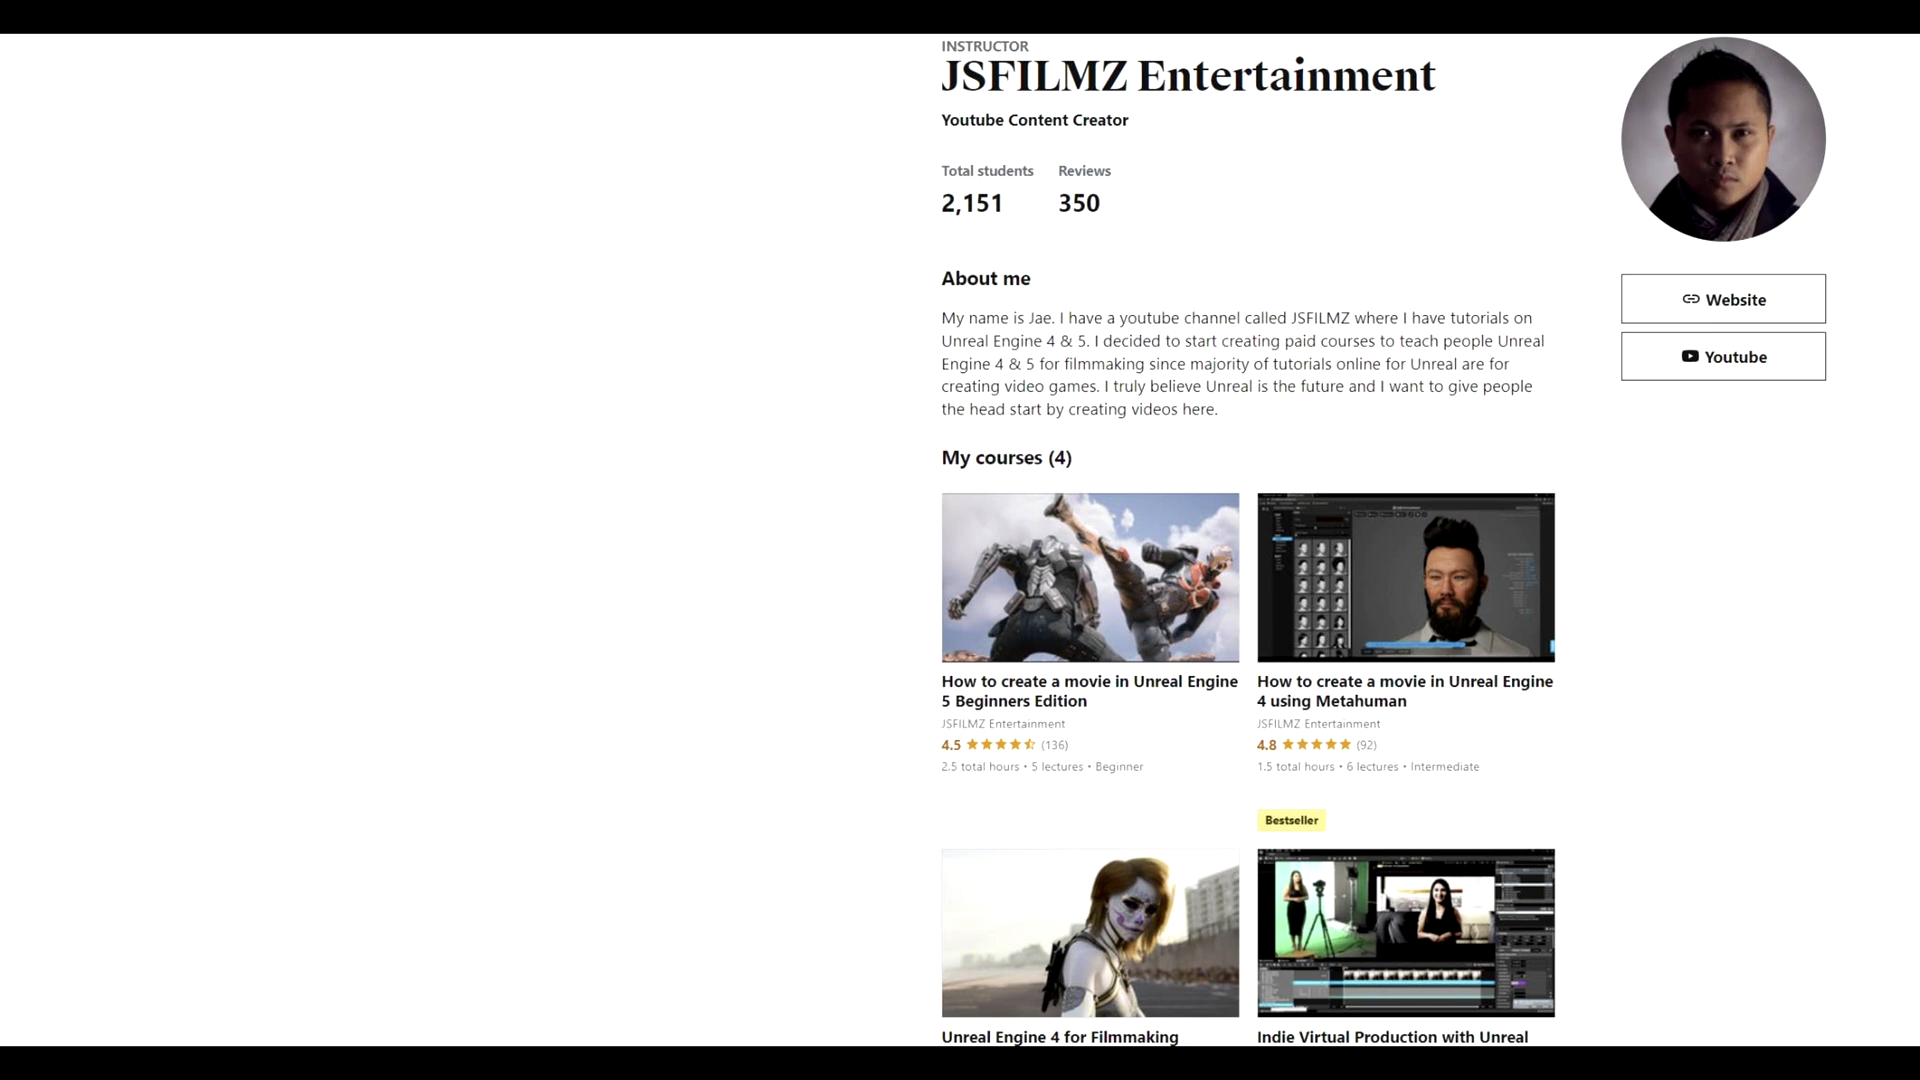 INSTRUCTOR
JSFILMZ Entertainment
Youtube Content Creator
Total students Reviews
2,151 350
About me
My name is Jae. I have a youtube channel called JSFILMZ where I have tutorials on
Unreal Engine 4 & 5. I decided to start creating paid courses to teach people Unreal
Engine 4 & 5 for filmmaking since majority of tutorials online for Unreal are for
creating video games. I truly believe Unreal is the future and I want to give people
the head start by creating videos here.
Website
Youtube
My courses (4)
How to create a movie in Unreal Engine
5 Beginners Edition
JSFILMZ Entertainment
4.5 (136)
2.5 total hours • 5 lectures • Beginner
How to create a movie in Unreal Engine
4 using Metahuman
JSFILMZ Entertainment
4.8 (92)
1.5 total hours • 6 lectures • Intermediate
Bestseller
Unreal Engine 4 for Filmmaking
Indie Virtual Production with Unreal